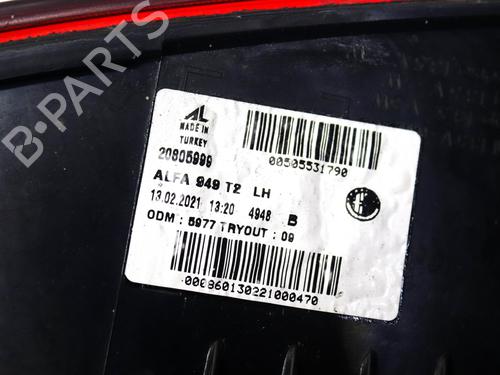 AL
MADE IN
TURKEY
20805999
00505531790
ALFA 949 T2 LH
13.02.2021 13:20 4948 B
ODM : 5977 TRYOUT : 09
000860130221000470
B-PARTS